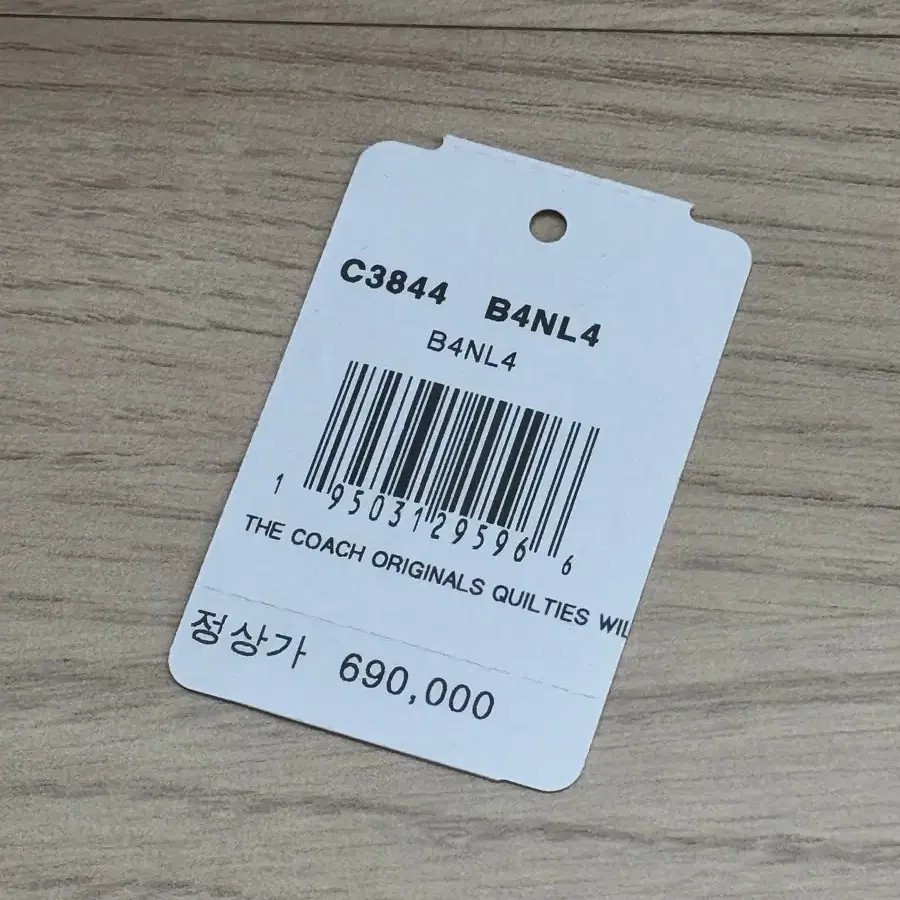 C3844 B4NL4
B4NL4
1 95031 29596 6
THE COACH ORIGINALS QUILTIES WIL
정상가 690,000